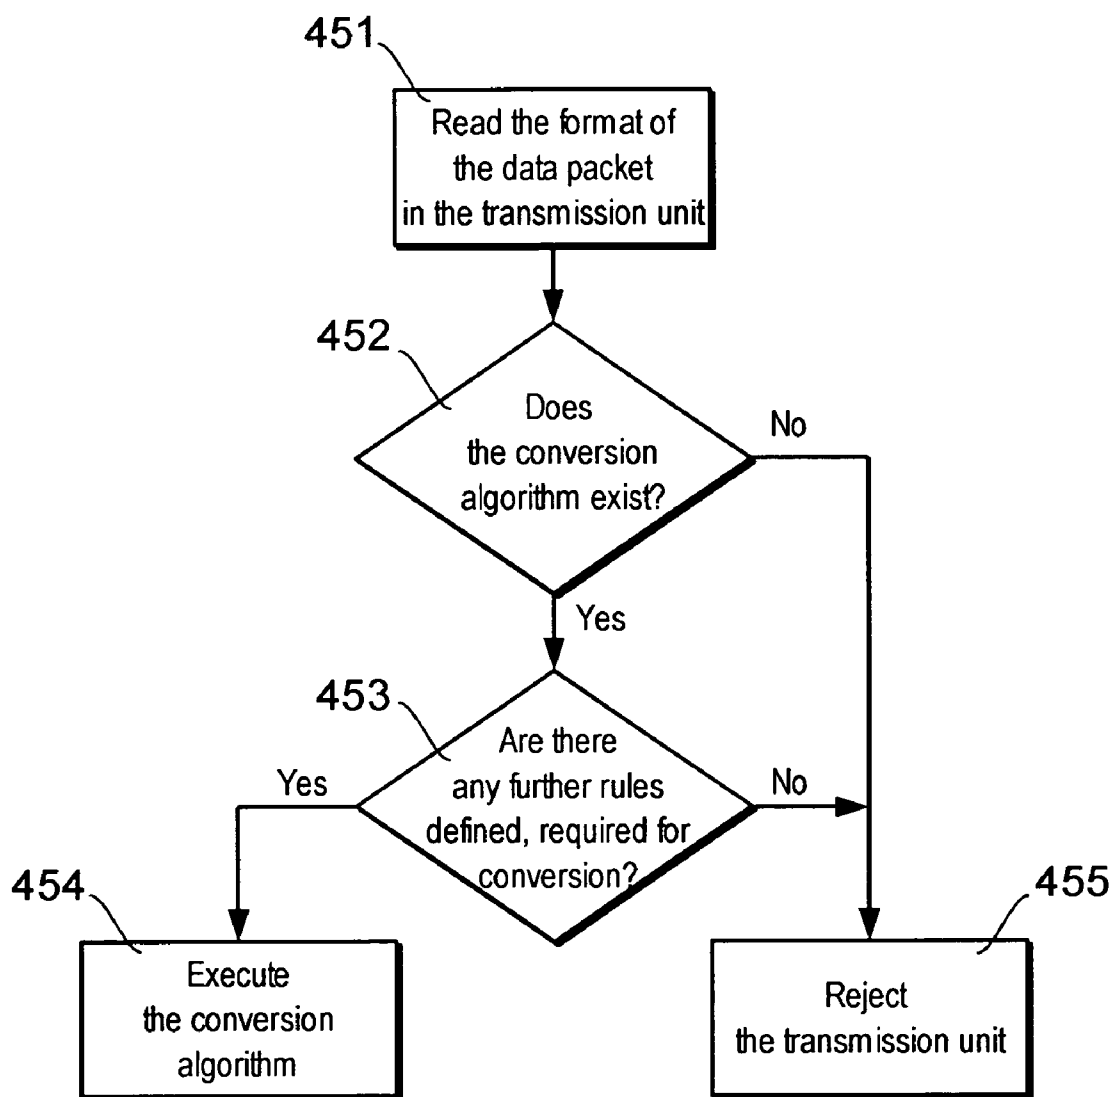 451
Read the format of
the data packet
in the transmission unit
452
Does
the conversion
algorithm exist?
No
Yes
453
Are there
any further rules
defined, required for
conversion?
Yes
No
454
Execute
the conversion
algorithm
455
Reject
the transmission unit